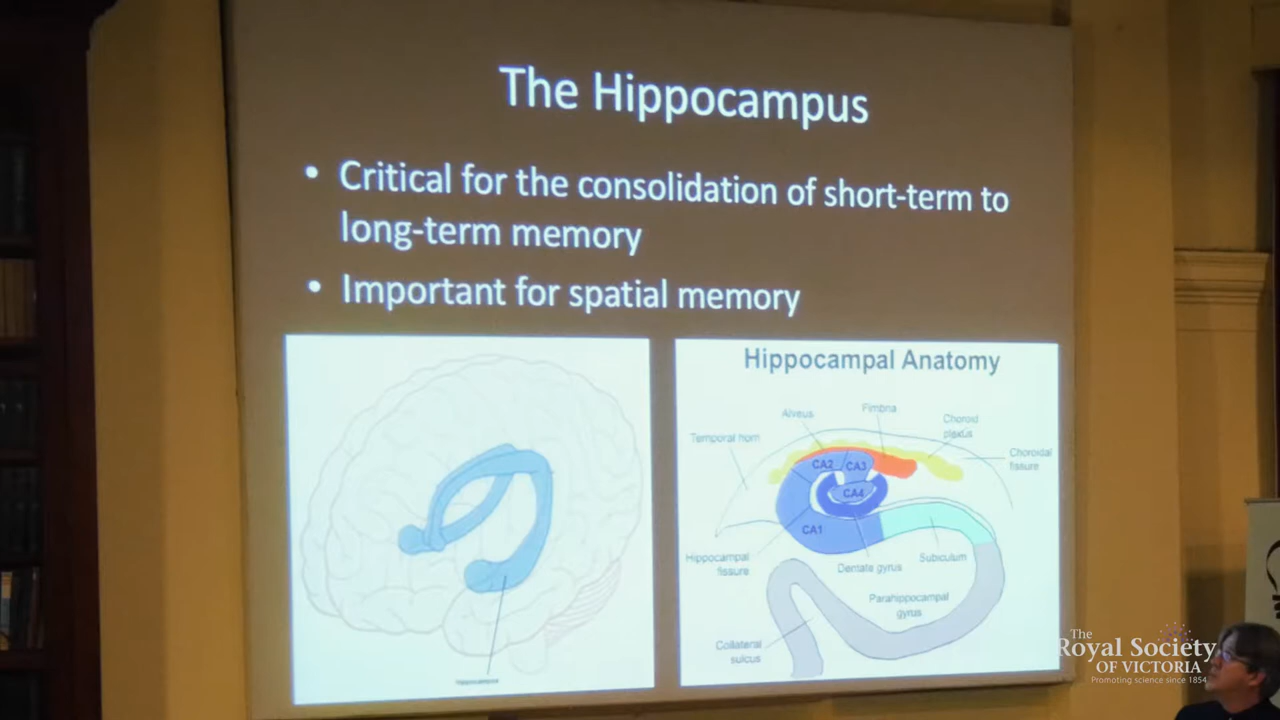 The Hippocampus
• Critical for the consolidation of short-term to
long-term memory
• Important for spatial memory
Hippocampal Anatomy
Alveus
Fimbria
Choroid
plexus
Temporal horn
Choroidal
fissure
CA2
CA3
CA4
CA1
Hippocampal
fissure
Dentate gyrus
Subiculum
Parahippocampal
gyrus
Collateral
sulcus
hippocampus
The
Royal Society
OF VICTORIA
Promoting science since 1854